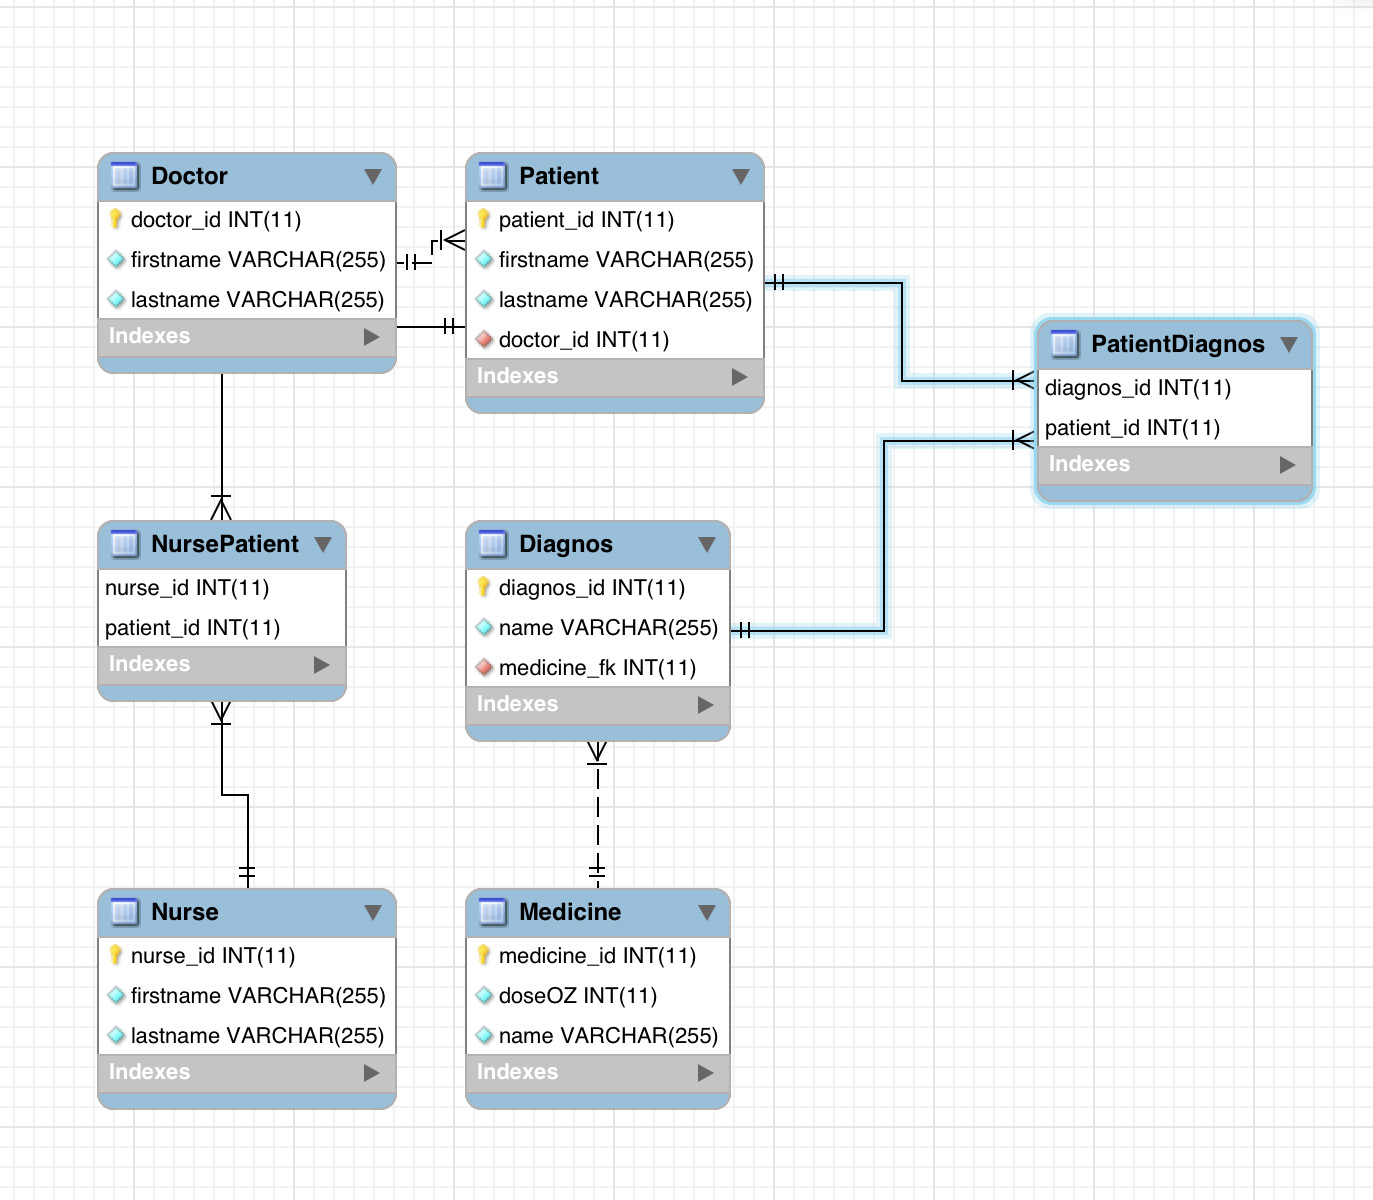 Doctor
doctor_id INT(11)
firstname VARCHAR(255)
lastname VARCHAR(255)
Indexes
Patient
patient_id INT(11)
firstname VARCHAR(255)
lastname VARCHAR(255)
doctor_id INT(11)
Indexes
PatientDiagnos
diagnos_id INT(11)
patient_id INT(11)
Indexes
NursePatient
nurse_id INT(11)
patient_id INT(11)
Indexes
Diagnos
diagnos_id INT(11)
name VARCHAR(255)
medicine_fk INT(11)
Indexes
Nurse
nurse_id INT(11)
firstname VARCHAR(255)
lastname VARCHAR(255)
Indexes
Medicine
medicine_id INT(11)
doseOZ INT(11)
name VARCHAR(255)
Indexes